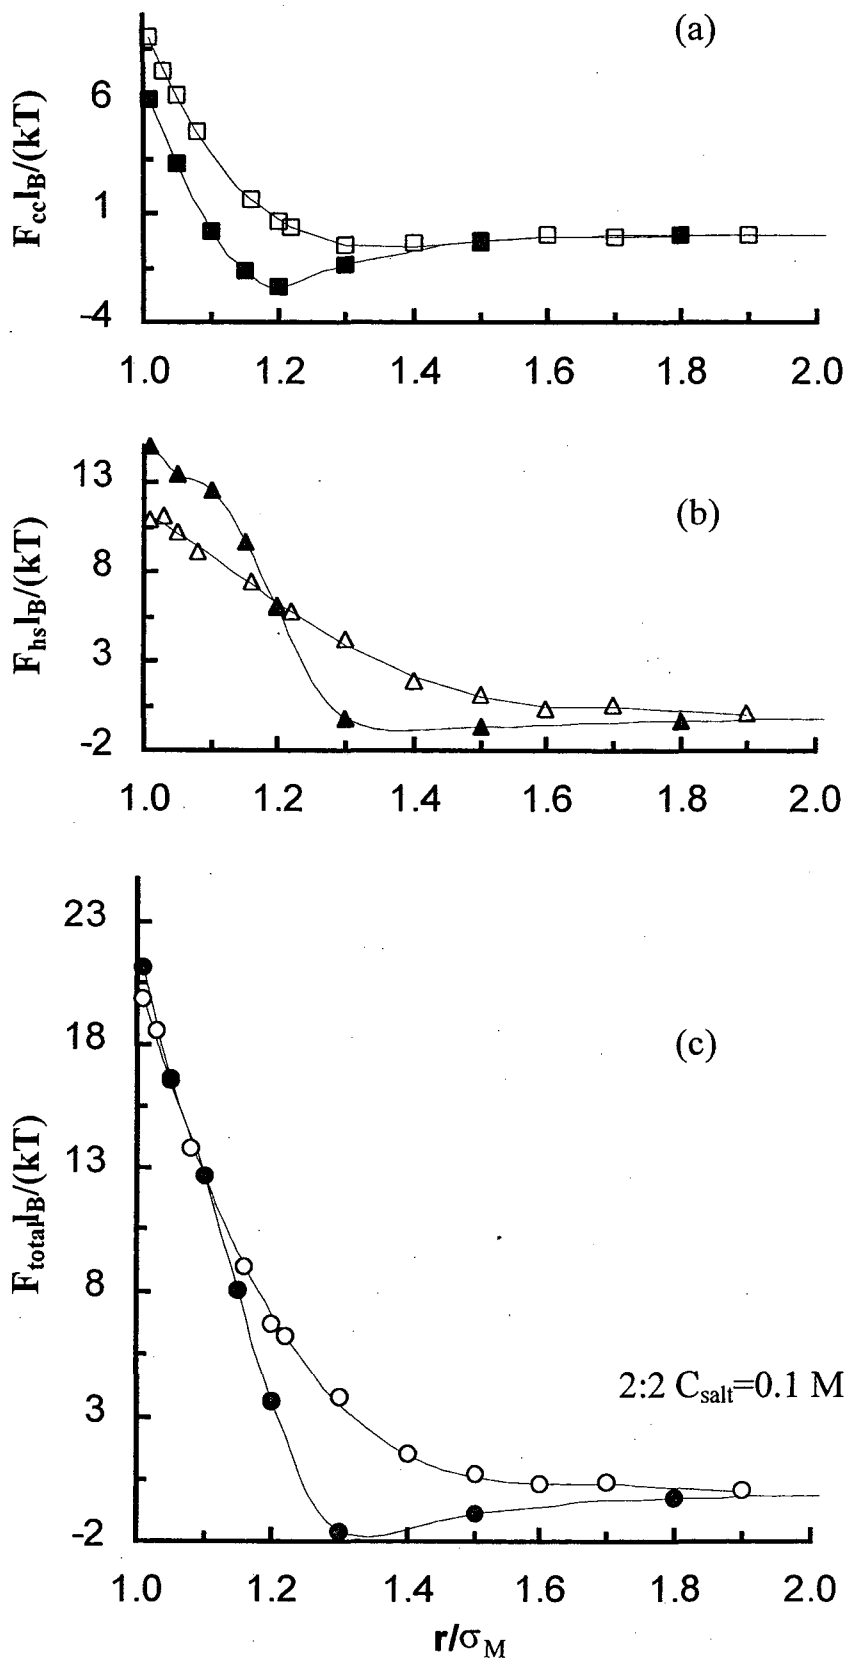 (a)
F_cc l_B/(kT)
6
1
-4
1.0 1.2 1.4 1.6 1.8 2.0
(b)
F_hs l_B/(kT)
13
8
3
-2
1.0 1.2 1.4 1.6 1.8 2.0
(c)
F_total l_B/(kT)
23
18
13
8
3
-2
2:2 C_salt=0.1 M
1.0 1.2 1.4 1.6 1.8 2.0
r/σ_M